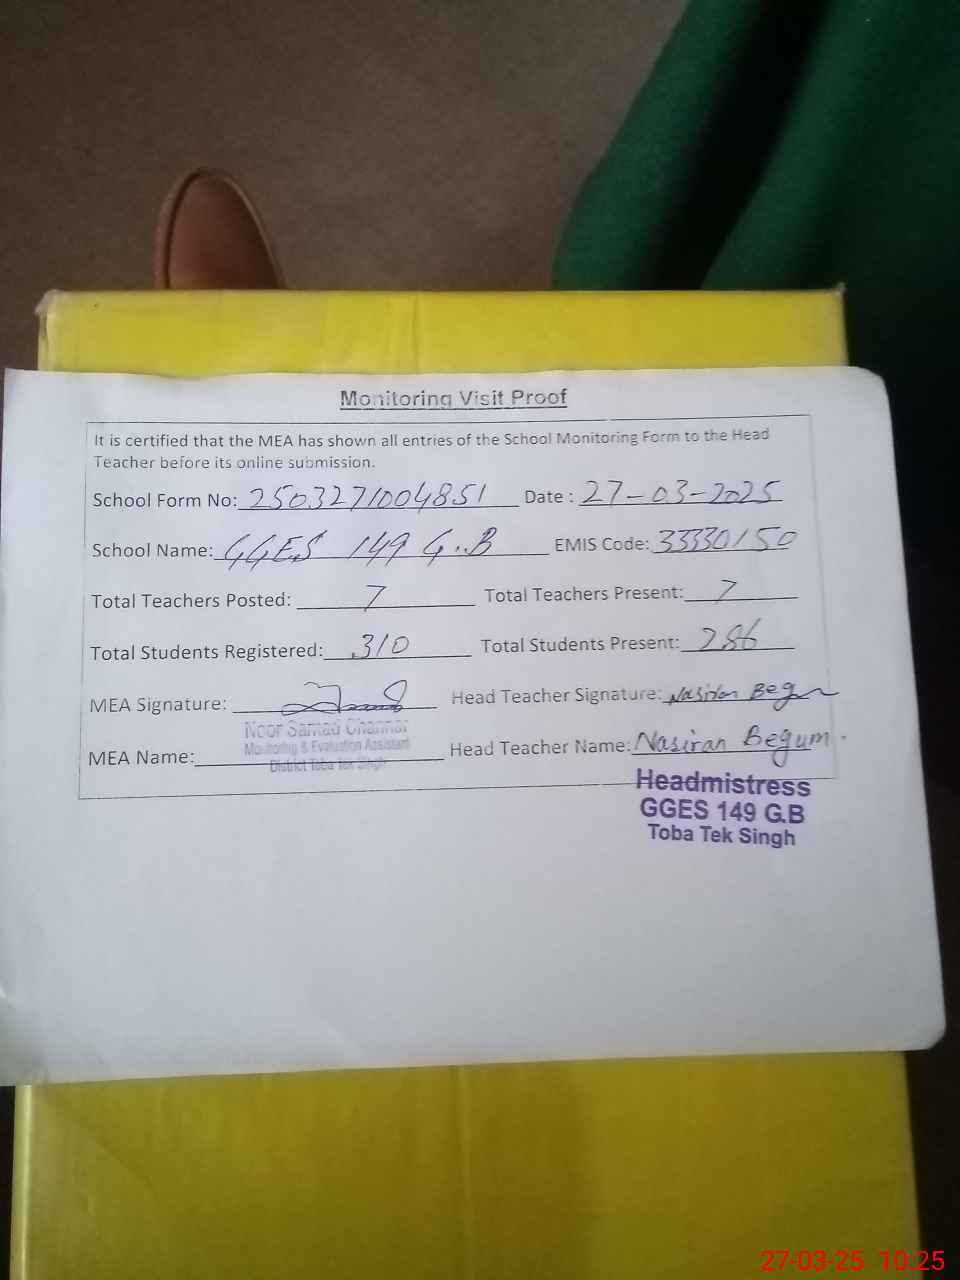 Monitoring Visit Proof
It is certified that the MEA has shown all entries of the School Monitoring Form to the Head
Teacher before its online submission.
School Form No: 2503271004851 Date : 27-03-2025
School Name: GGES 149 G.B EMIS Code: 33330150
Total Teachers Posted: 7 Total Teachers Present: 7
Total Students Registered: 310 Total Students Present: 286
MEA Signature: Head Teacher Signature: Nasiran Begum
Noor Samad Channar
Monitoring & Evaluation Assistant
MEA Name: Head Teacher Name: Nasiran Begum.
District Toba Tek Singh
Headmistress
GGES 149 G.B
Toba Tek Singh
27-03-25 10:25